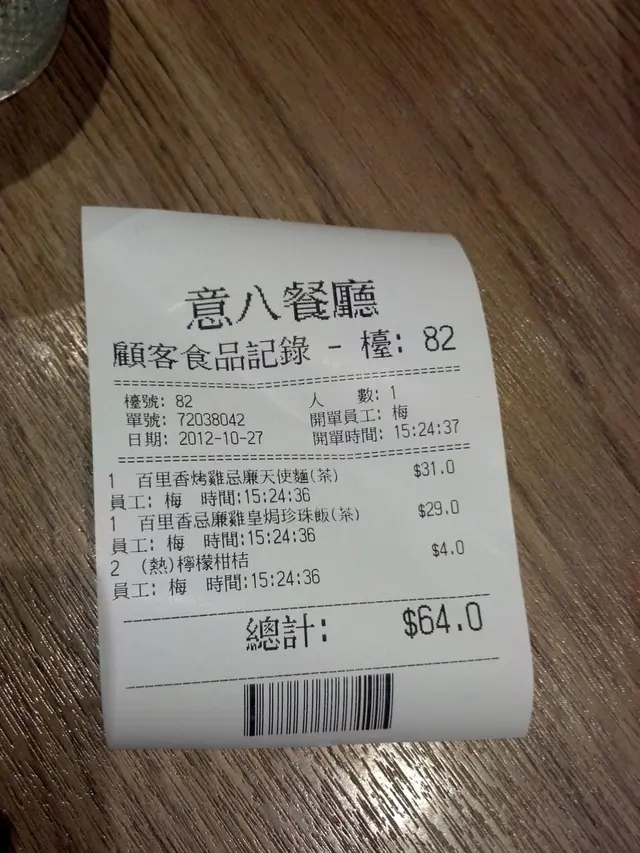 意八餐廳
顧客食品記錄 - 檯: 82
檯號: 82 人 數: 1
單號: 72038042 開單員工: 梅
日期: 2012-10-27 開單時間: 15:24:37
1 百里香烤雞忌廉天使麵(茶) $31.0
員工: 梅 時間:15:24:36
1 百里香忌廉雞皇焗珍珠飯(茶) $29.0
員工: 梅 時間:15:24:36
2 (熱)檸檬柑桔 $4.0
員工: 梅 時間:15:24:36
總計: $64.0